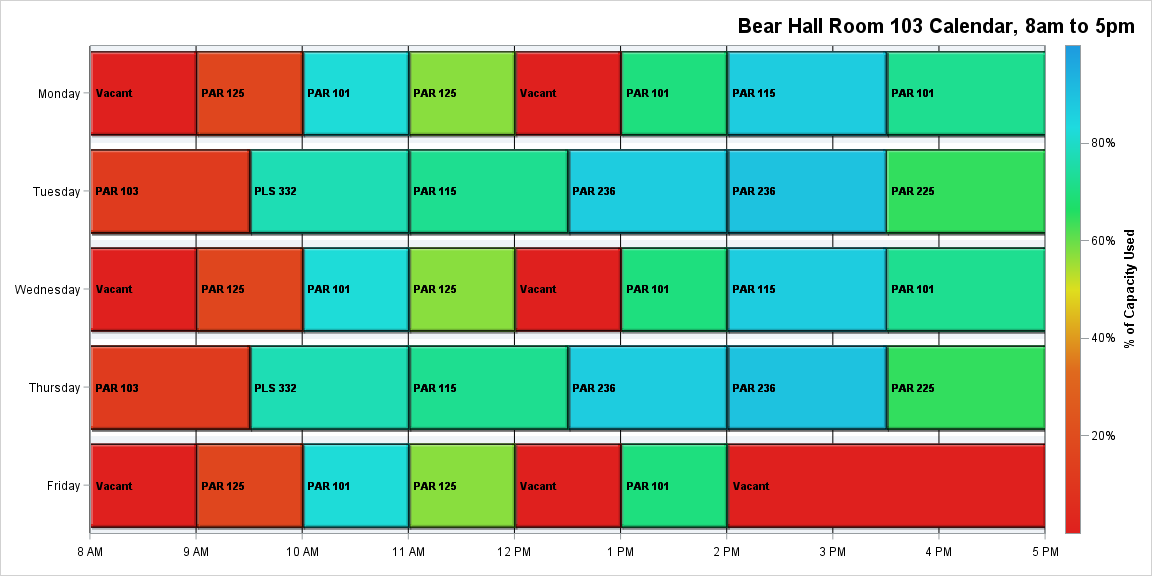 Bear Hall Room 103 Calendar, 8am to 5pm
Monday
Vacant
PAR 125
PAR 101
PAR 125
Vacant
PAR 101
PAR 115
PAR 101
Tuesday
PAR 103
PLS 332
PAR 115
PAR 236
PAR 236
PAR 225
Wednesday
Vacant
PAR 125
PAR 101
PAR 125
Vacant
PAR 101
PAR 115
PAR 101
Thursday
PAR 103
PLS 332
PAR 115
PAR 236
PAR 236
PAR 225
Friday
Vacant
PAR 125
PAR 101
PAR 125
Vacant
PAR 101
Vacant
8 AM
9 AM
10 AM
11 AM
12 PM
1 PM
2 PM
3 PM
4 PM
5 PM
80%
60%
40%
20%
% of Capacity Used